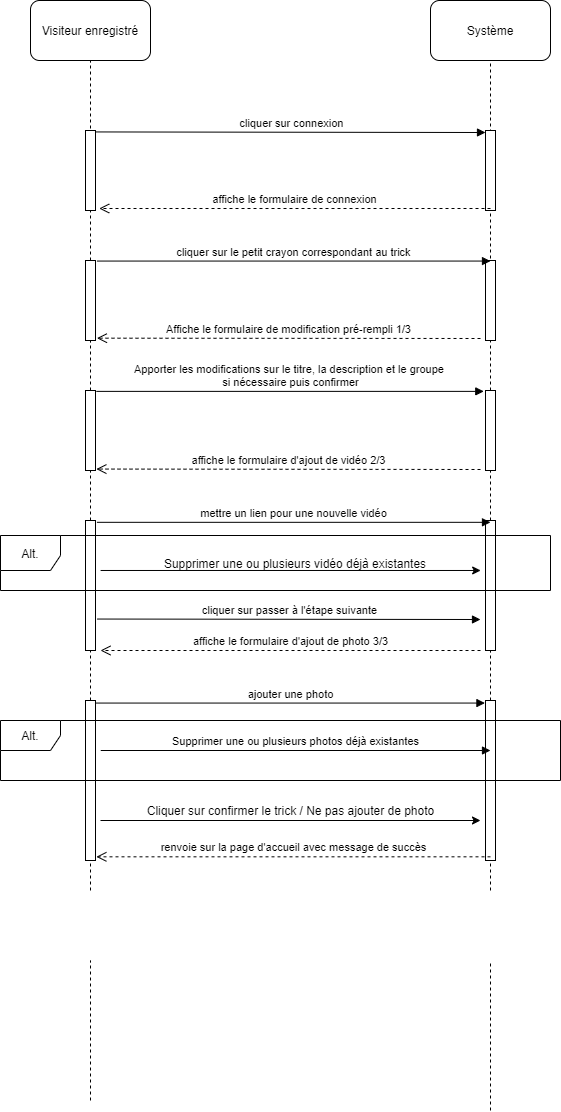 Visiteur enregistré
Système
cliquer sur connexion
affiche le formulaire de connexion
cliquer sur le petit crayon correspondant au trick
Affiche le formulaire de modification pré-rempli 1/3
Apporter les modifications sur le titre, la description et le groupe
si nécessaire puis confirmer
affiche le formulaire d'ajout de vidéo 2/3
mettre un lien pour une nouvelle vidéo
Alt.
Supprimer une ou plusieurs vidéo déjà existantes
cliquer sur passer à l'étape suivante
affiche le formulaire d'ajout de photo 3/3
ajouter une photo
Alt.
Supprimer une ou plusieurs photos déjà existantes
Cliquer sur confirmer le trick / Ne pas ajouter de photo
renvoie sur la page d'accueil avec message de succès